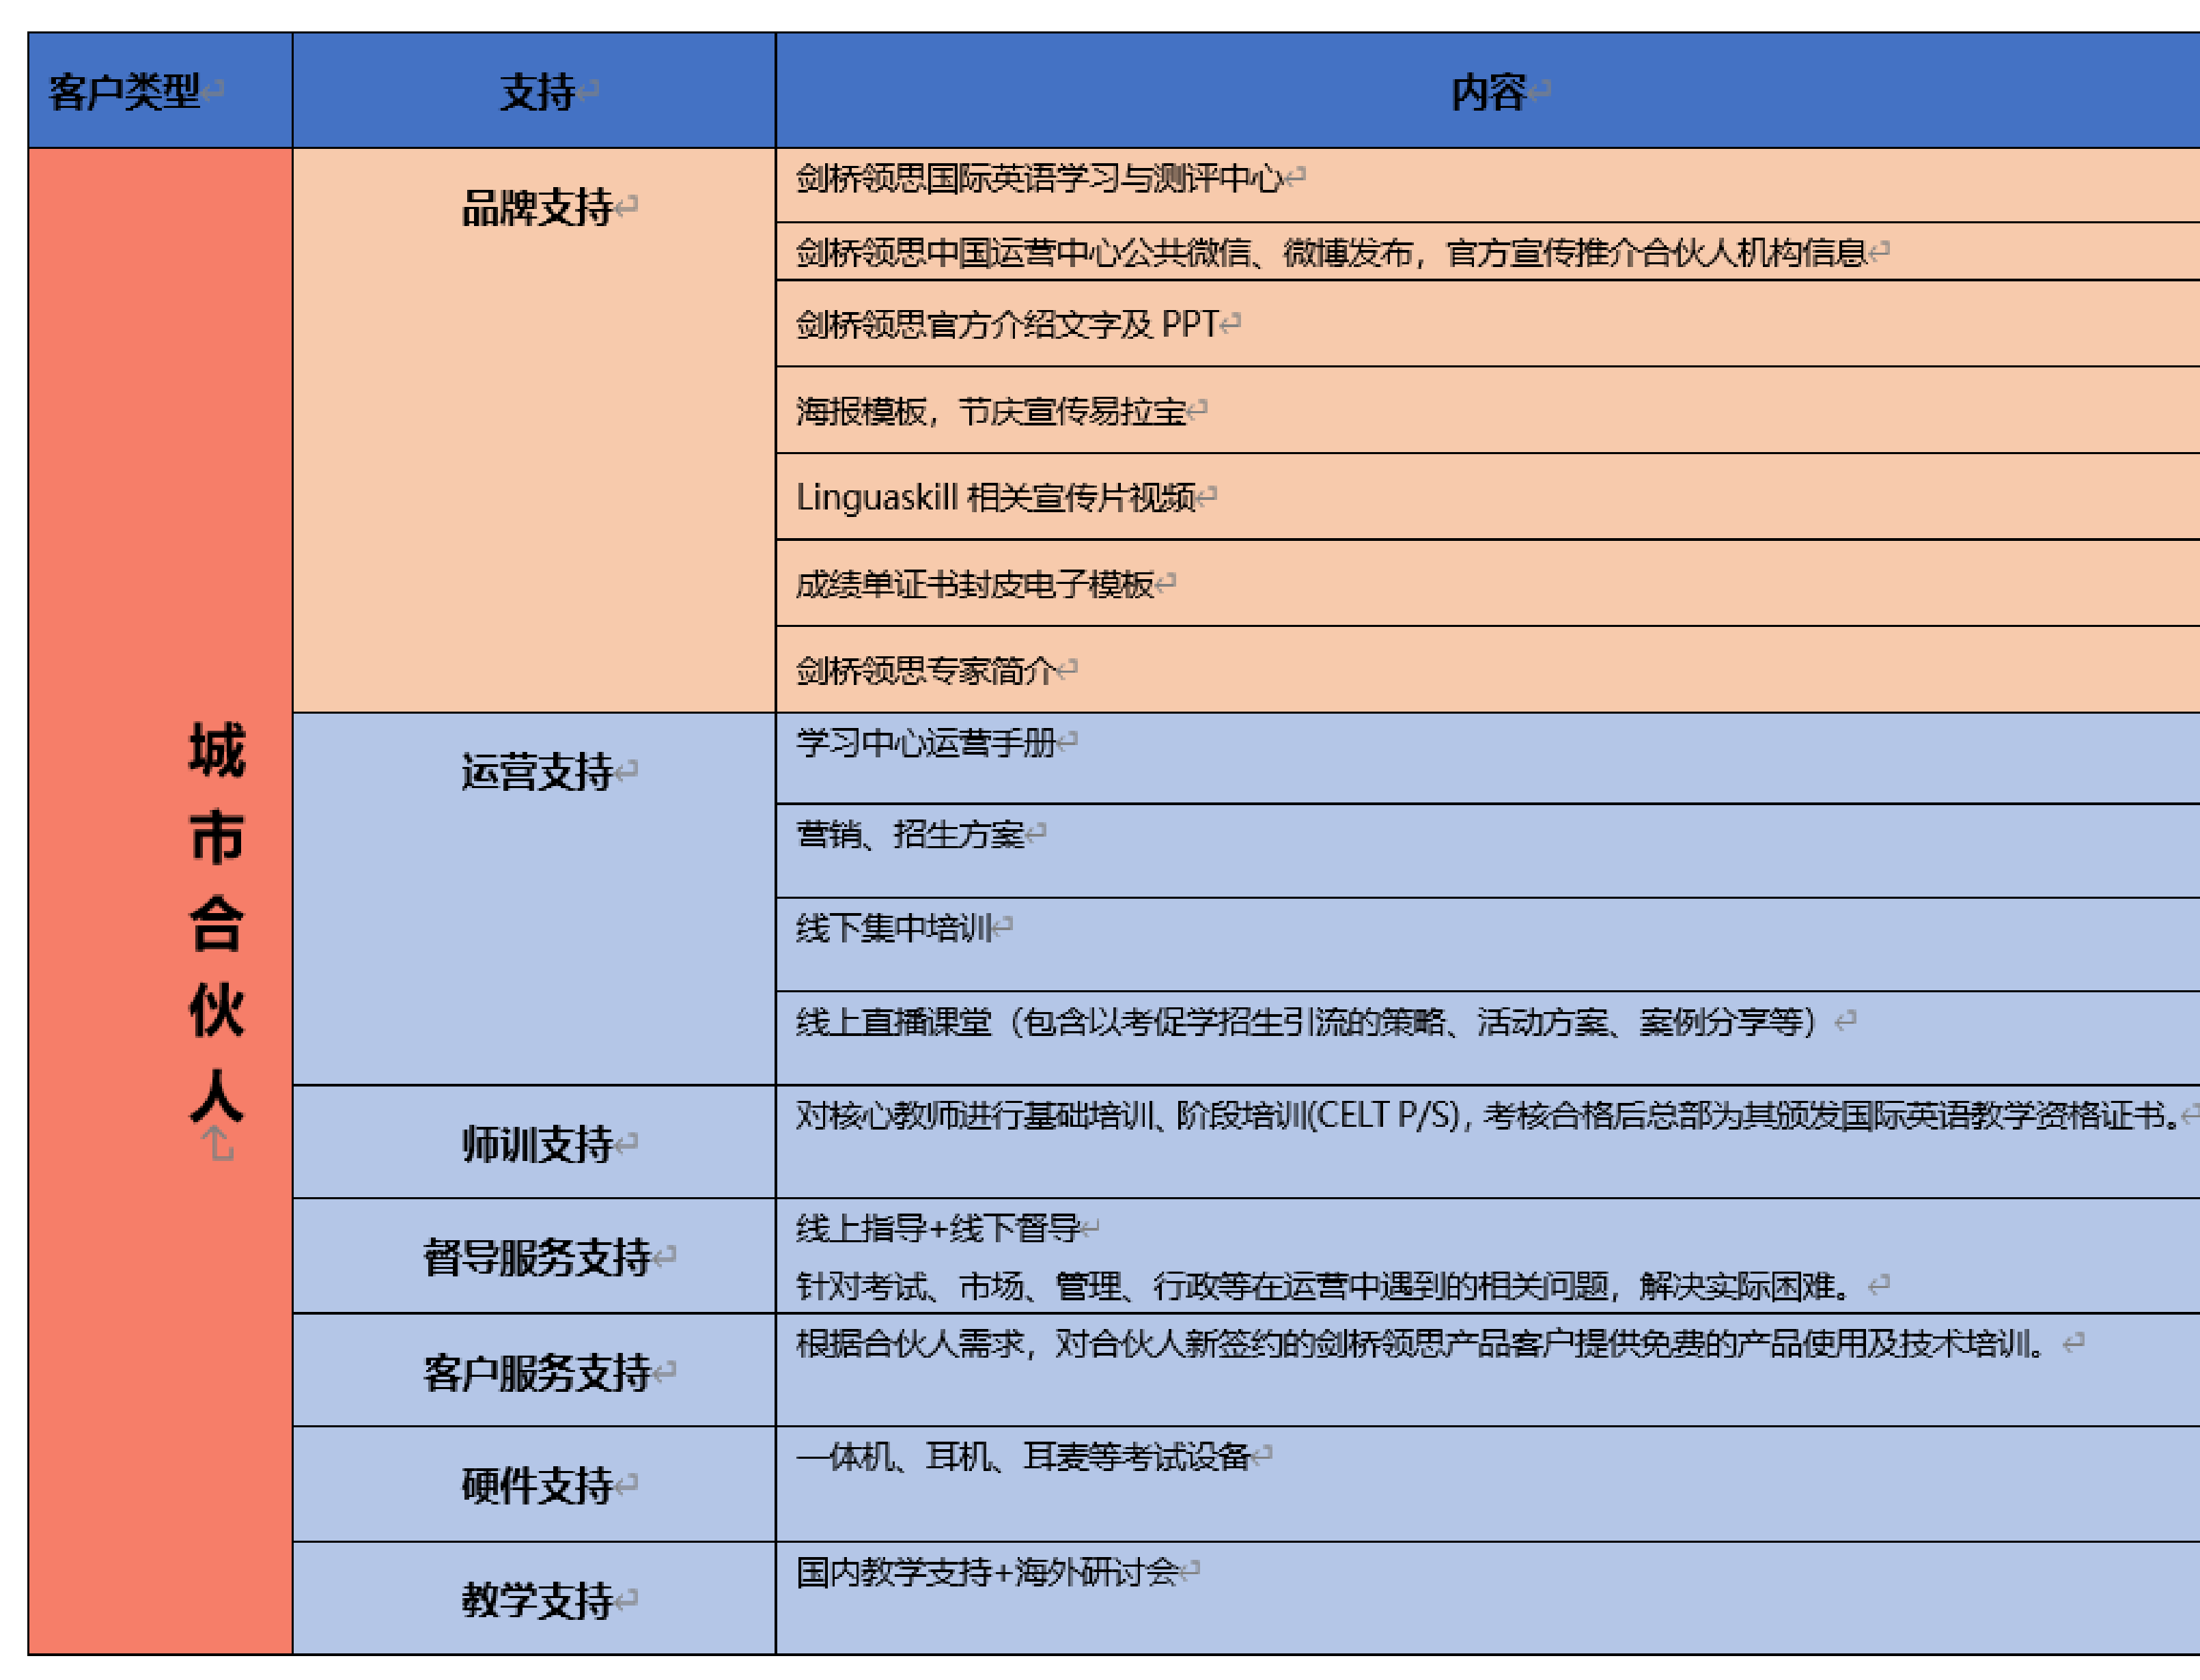 客户类型 支持 内容
品牌支持
剑桥领思国际英语学习与测评中心
剑桥领思中国运营中心公共微信、微博发布，官方宣传推介合伙人机构信息
剑桥领思官方介绍文字及 PPT
海报模板，节庆宣传易拉宝
Linguaskill 相关宣传片视频
成绩单证书封皮电子模板
剑桥领思专家简介
城市合伙人
运营支持
学习中心运营手册
营销、招生方案
线下集中培训
线上直播课堂（包含以考促学招生引流的策略、活动方案、案例分享等）
师训支持
对核心教师进行基础培训、阶段培训(CELT P/S)，考核合格后总部为其颁发国际英语教学资格证书。
督导服务支持
线上指导+线下督导
针对考试、市场、管理、行政等在运营中遇到的相关问题，解决实际困难。
客户服务支持
根据合伙人需求，对合伙人新签约的剑桥领思产品客户提供免费的产品使用及技术培训。
硬件支持
一体机、耳机、耳麦等考试设备
教学支持
国内教学支持+海外研讨会